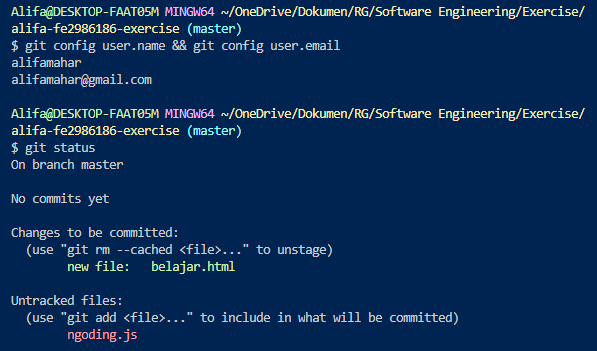 Alifa@DESKTOP-FAAT05M MINGW64 ~/OneDrive/Dokumen/RG/Software Engineering/Exercise/
alifa-fe2986186-exercise (master)
$ git config user.name && git config user.email
alifamahar
alifamahar@gmail.com

Alifa@DESKTOP-FAAT05M MINGW64 ~/OneDrive/Dokumen/RG/Software Engineering/Exercise/
alifa-fe2986186-exercise (master)
$ git status
On branch master

No commits yet

Changes to be committed:
  (use "git rm --cached <file>..." to unstage)
        new file:   belajar.html

Untracked files:
  (use "git add <file>..." to include in what will be committed)
        ngoding.js